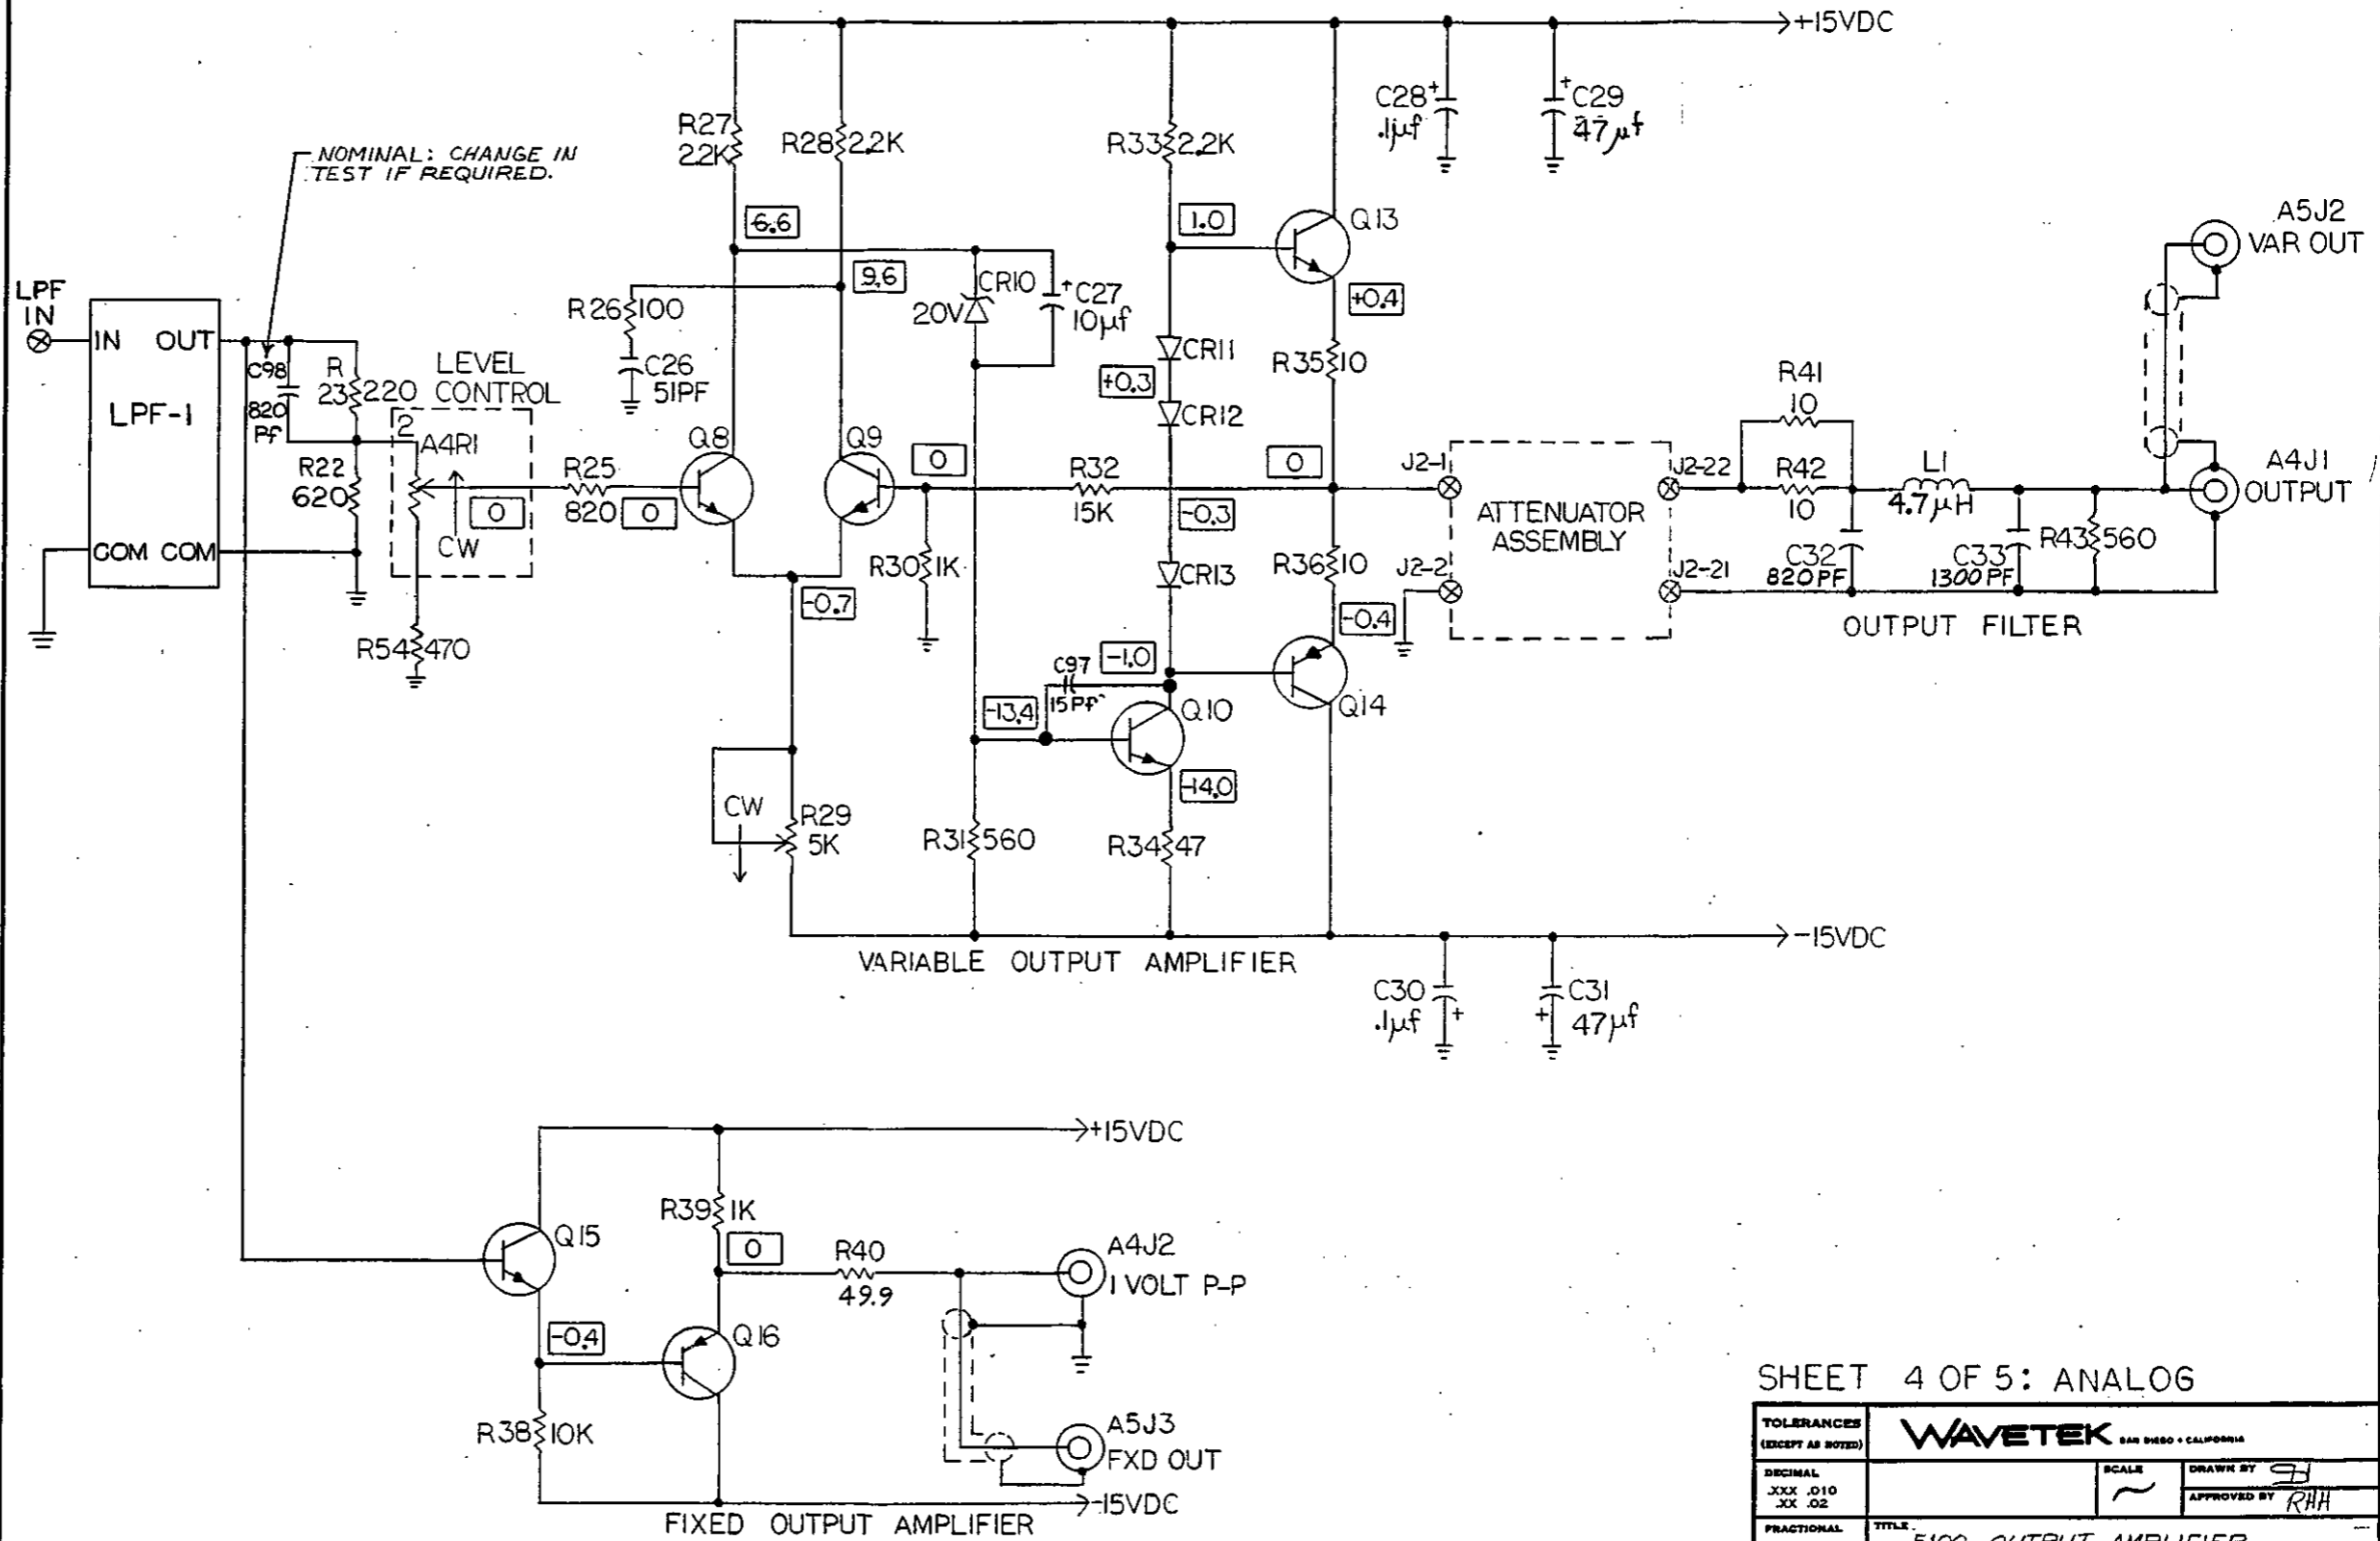 +15VDC
C28
+
.1µf
+
C29
47µf
R27
2.2K
R28 2.2K
R33 2.2K
NOMINAL: CHANGE IN
TEST IF REQUIRED.
6.6
1.0
Q13
A5J2
VAR OUT
9.6
CR10
20V
+
C27
10µf
+0.4
LPF
IN
IN OUT
LPF-1
COM COM
C98
820
Pf
R
23 220
LEVEL
CONTROL
R26 100
C26
51PF
CR11
+0.3
CR12
R35 10
R41
10
2
A4R1
CW
0
R22
620
R25
820
0
Q8
Q9
0
R32
15K
0
-0.3
J2-1
J2-22
R42
10
L1
4.7µH
A4J1
OUTPUT
ATTENUATOR
ASSEMBLY
R30 1K
CR13
R36 10
J2-2
J2-21
C32
820PF
C33
1300PF
R43 560
-0.7
-0.4
OUTPUT FILTER
R54 470
C97
15Pf
-1.0
-13.4
Q10
Q14
-14.0
CW
R29
5K
R31 560
R34 47
-15VDC
VARIABLE OUTPUT AMPLIFIER
C30
.1µf
+
C31
+
47µf
+15VDC
R39 1K
Q15
0
R40
49.9
A4J2
1 VOLT P-P
-0.4
Q16
R38 10K
A5J3
FXD OUT
-15VDC
FIXED OUTPUT AMPLIFIER
SHEET 4 OF 5: ANALOG
TOLERANCES
(EXCEPT AS NOTED)
WAVETEK SAN DIEGO • CALIFORNIA
DECIMAL
.XXX .010
.XX .02
SCALE
DRAWN BY
APPROVED BY RHH
FRACTIONAL
TITLE
5100 OUTPUT AMPLIFIER